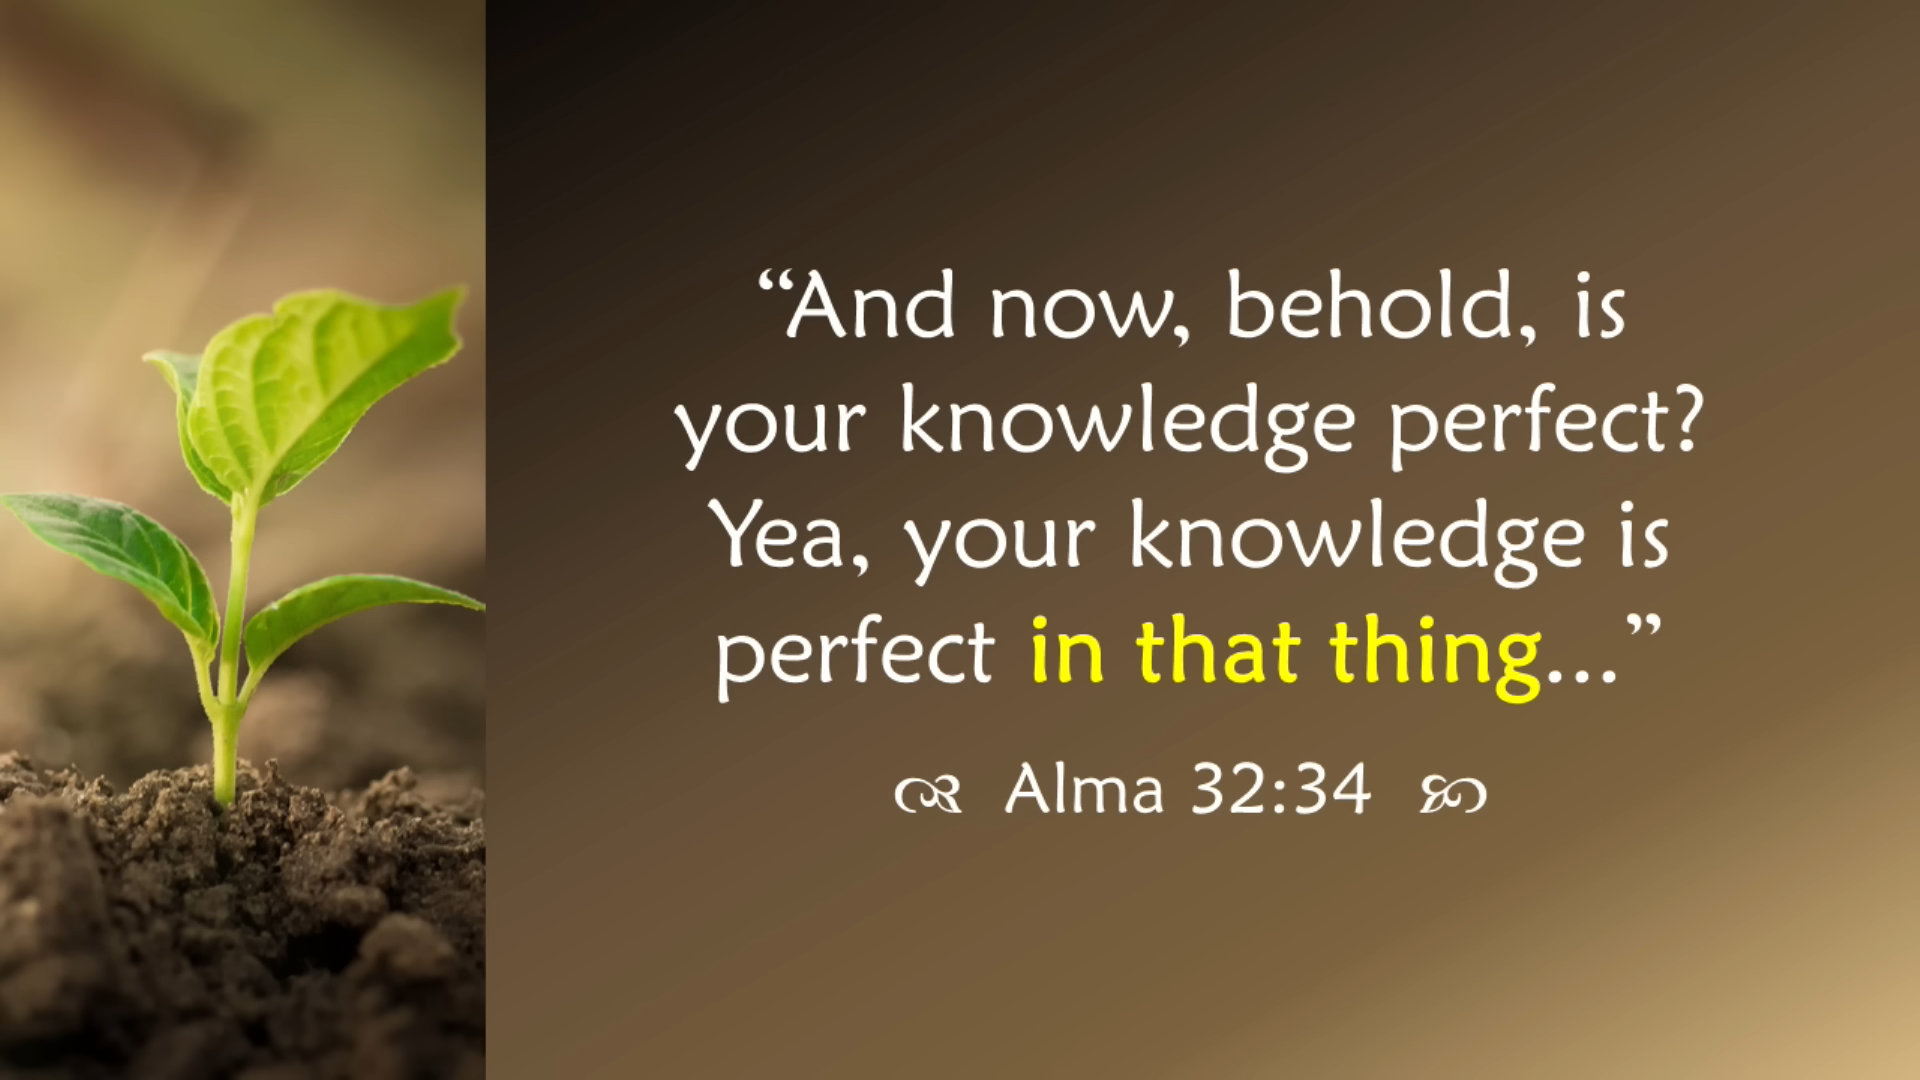 “And now, behold, is
your knowledge perfect?
Yea, your knowledge is
perfect in that thing...”
Alma 32:34